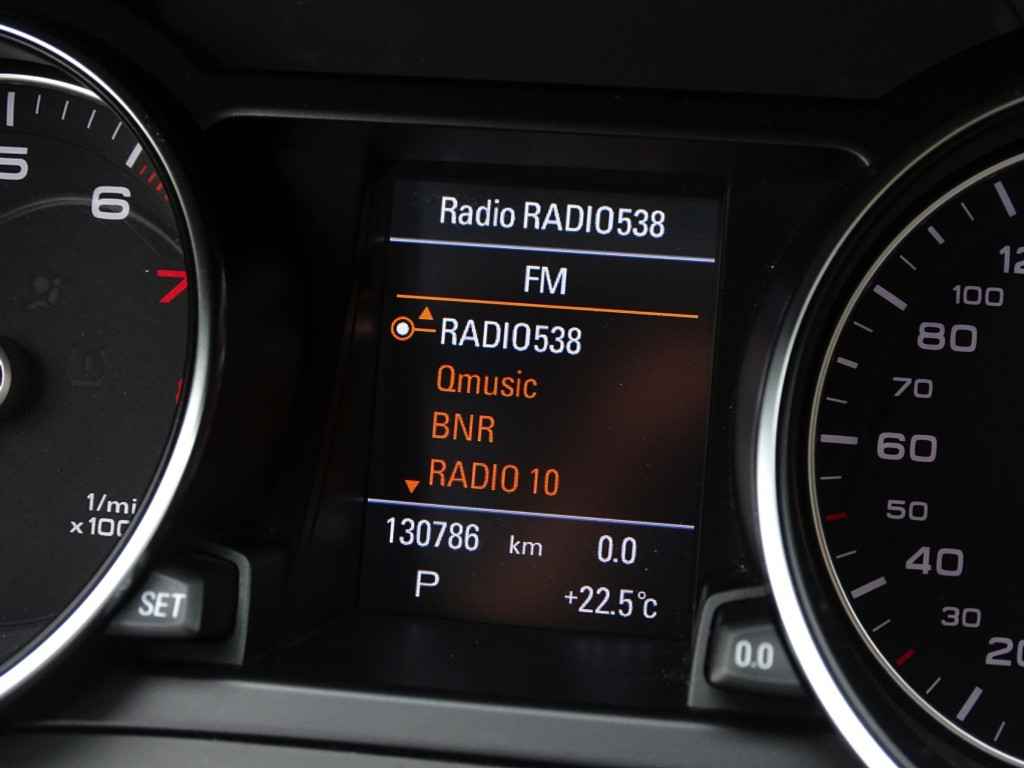 Radio RADIO538
FM
RADIO538
Qmusic
BNR
RADIO 10
130786 km 0.0
P +22.5°C
5
6
7
1/mi
x100
SET
0.0
100
80
70
60
50
40
30
20